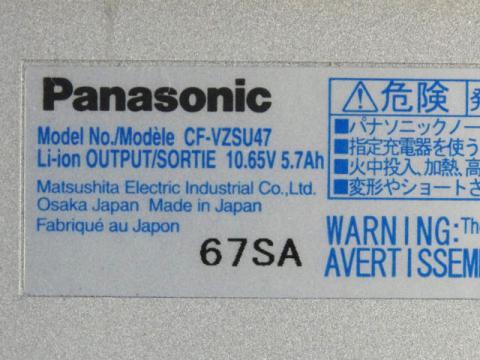 Panasonic
Model No./Modèle CF-VZSU47
Li-ion OUTPUT/SORTIE 10.65V 5.7Ah
Matsushita Electric Industrial Co.,Ltd.
Osaka Japan Made in Japan
Fabriqué au Japon
67SA
⚠危険
■パナソニックノー
■指定充電器を使う
■火中投入、加熱、高
■変形やショートさ
WARNING: The
AVERTISSEM